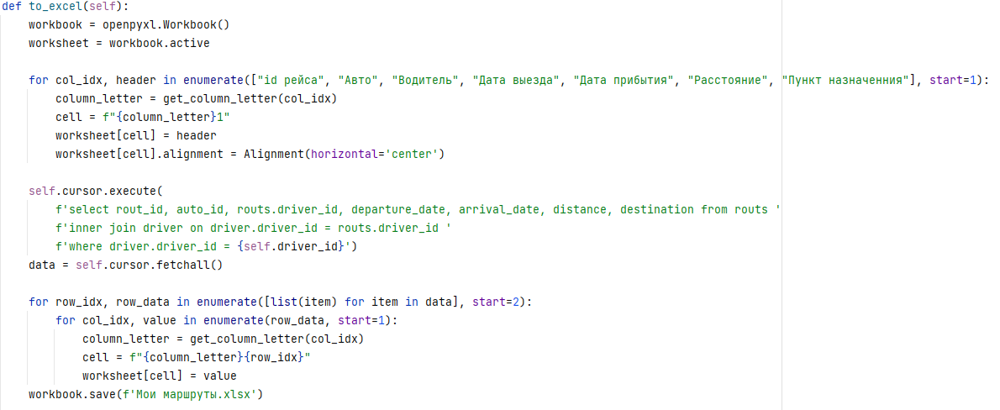 def to_excel(self):
    workbook = openpyxl.Workbook()
    worksheet = workbook.active

    for col_idx, header in enumerate(["id рейса", "Авто", "Водитель", "Дата выезда", "Дата прибытия", "Расстояние", "Пункт назначенния"], start=1):
        column_letter = get_column_letter(col_idx)
        cell = f"{column_letter}1"
        worksheet[cell] = header
        worksheet[cell].alignment = Alignment(horizontal='center')

    self.cursor.execute(
        f'select rout_id, auto_id, routs.driver_id, departure_date, arrival_date, distance, destination from routs '
        f'inner join driver on driver.driver_id = routs.driver_id '
        f'where driver.driver_id = {self.driver_id}')
    data = self.cursor.fetchall()

    for row_idx, row_data in enumerate([list(item) for item in data], start=2):
        for col_idx, value in enumerate(row_data, start=1):
            column_letter = get_column_letter(col_idx)
            cell = f"{column_letter}{row_idx}"
            worksheet[cell] = value
    workbook.save(f'Мои маршруты.xlsx')